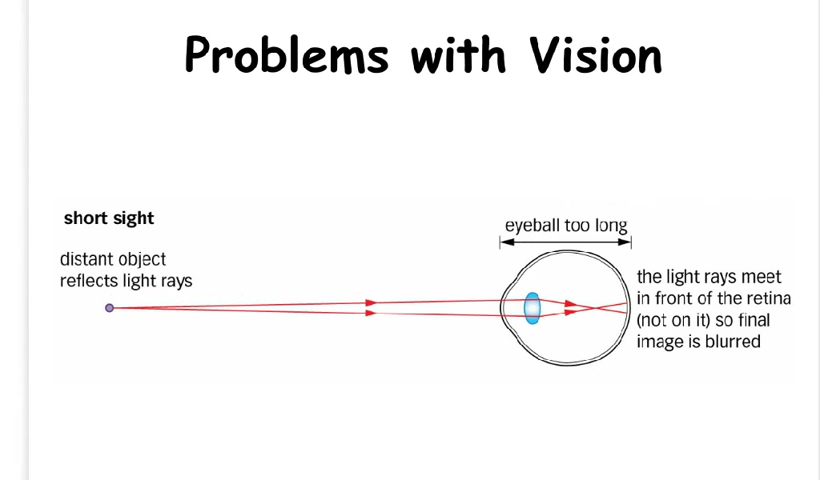 Problems with Vision
short sight
distant object
reflects light rays
eyeball too long
the light rays meet
in front of the retina
(not on it) so final
image is blurred